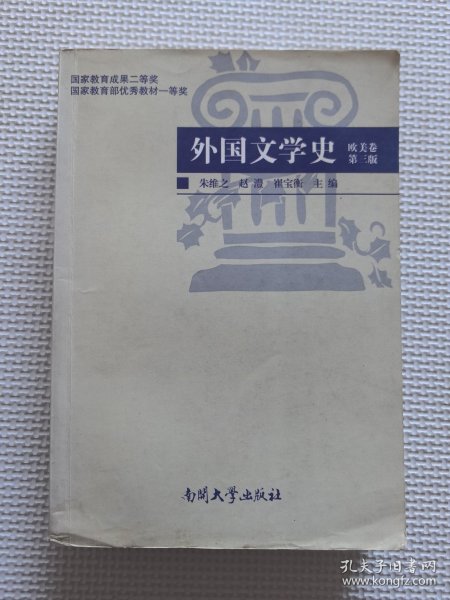 国家教育成果二等奖
国家教育部优秀教材一等奖
外国文学史 欧美卷
第三版
朱维之 赵澧 崔宝衡 主编
南開大學出版社
孔夫子旧书网
www.kongfz.com